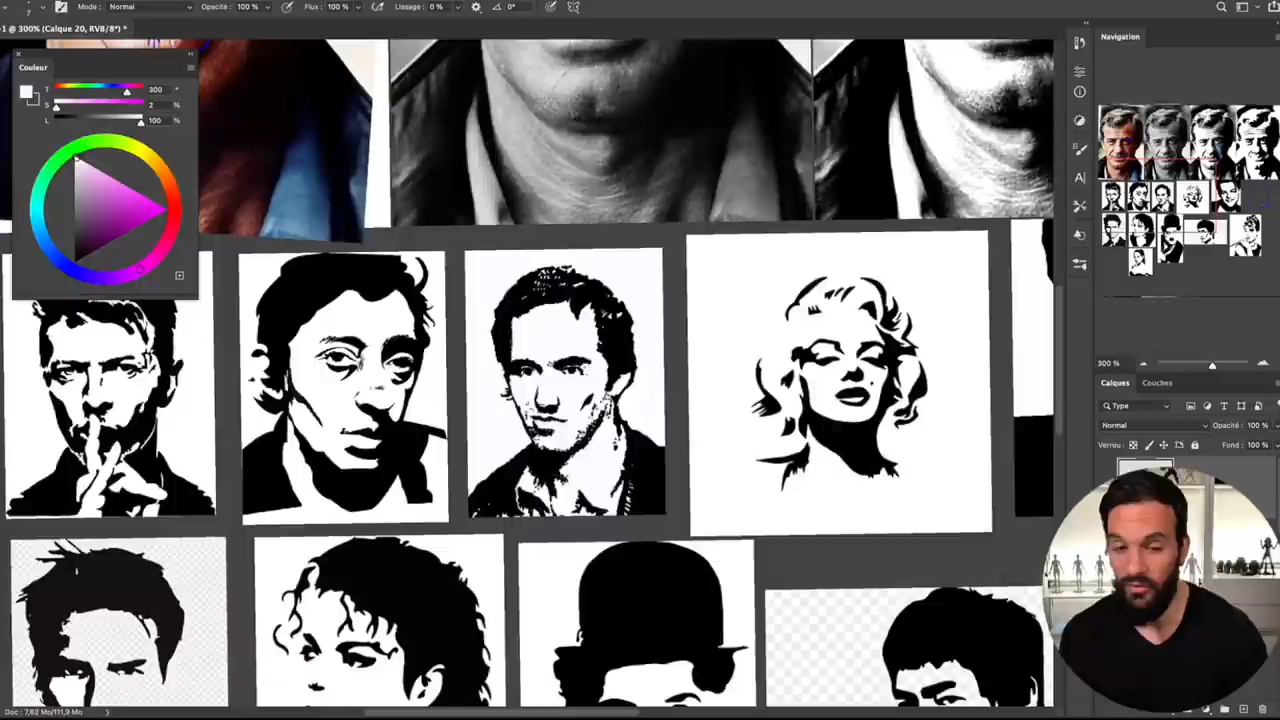 Mode : Normal Opacité : 100 % Flux : 100 % Lissage : 0 % 0°
-1 @ 300% (Calque 20, RVB/8*) *
Couleur
T 300 °
S 2 %
L 100 %
Navigation
300 %
Calques Couches
Type
Normal Opacité : 100 %
Verrou : Fond : 100 %
Doc : 7,62 Mo/111,9 Mo